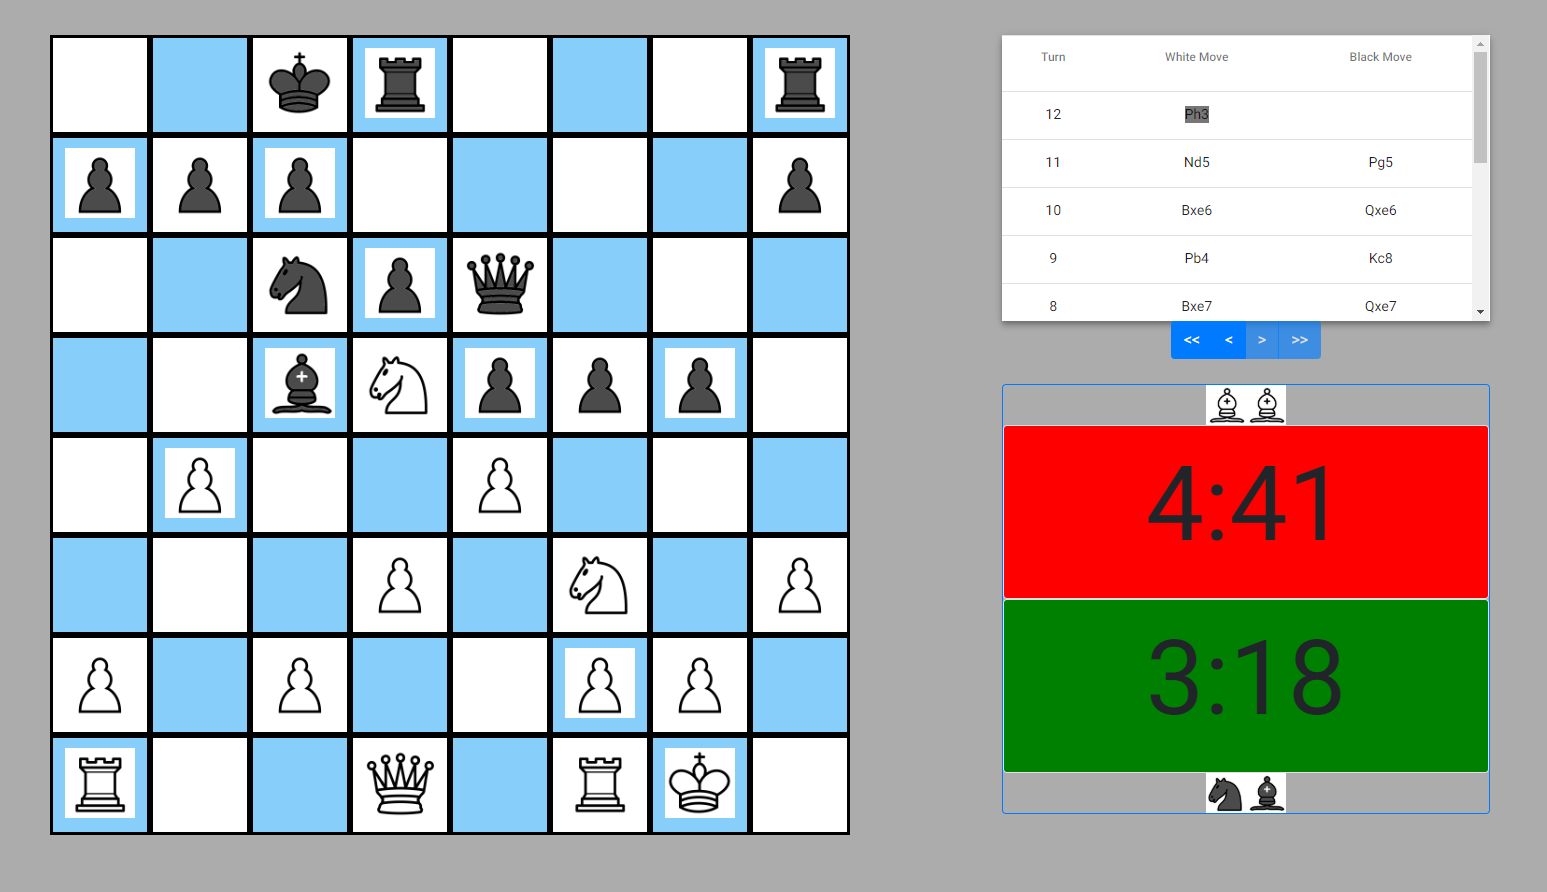 Turn White Move Black Move
12 Ph3
11 Nd5 Pg5
10 Bxe6 Qxe6
9 Pb4 Kc8
8 Bxe7 Qxe7
<< < > >>
4:41
3:18